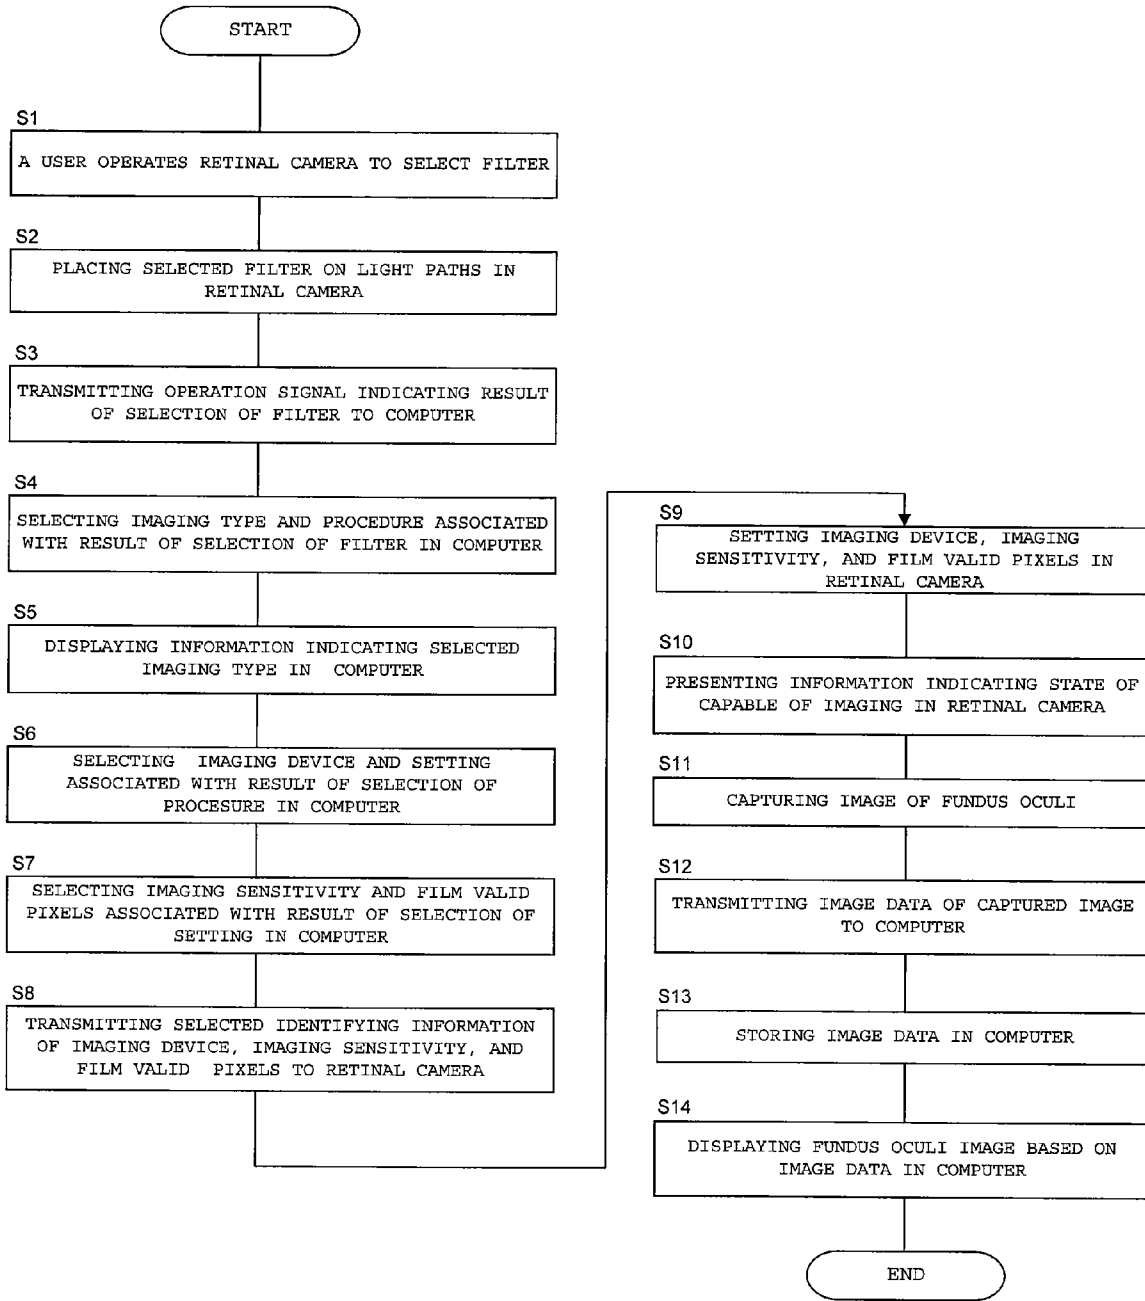 START
S1
A USER OPERATES RETINAL CAMERA TO SELECT FILTER
S2
PLACING SELECTED FILTER ON LIGHT PATHS IN
RETINAL CAMERA
S3
TRANSMITTING OPERATION SIGNAL INDICATING RESULT
OF SELECTION OF FILTER TO COMPUTER
S4
SELECTING IMAGING TYPE AND PROCEDURE ASSOCIATED
WITH RESULT OF SELECTION OF FILTER IN COMPUTER
S5
DISPLAYING INFORMATION INDICATING SELECTED
IMAGING TYPE IN COMPUTER
S6
SELECTING IMAGING DEVICE AND SETTING
ASSOCIATED WITH RESULT OF SELECTION OF
PROCESURE IN COMPUTER
S7
SELECTING IMAGING SENSITIVITY AND FILM VALID
PIXELS ASSOCIATED WITH RESULT OF SELECTION OF
SETTING IN COMPUTER
S8
TRANSMITTING SELECTED IDENTIFYING INFORMATION
OF IMAGING DEVICE, IMAGING SENSITIVITY, AND
FILM VALID PIXELS TO RETINAL CAMERA
S9
SETTING IMAGING DEVICE, IMAGING
SENSITIVITY, AND FILM VALID PIXELS IN
RETINAL CAMERA
S10
PRESENTING INFORMATION INDICATING STATE OF
CAPABLE OF IMAGING IN RETINAL CAMERA
S11
CAPTURING IMAGE OF FUNDUS OCULI
S12
TRANSMITTING IMAGE DATA OF CAPTURED IMAGE
TO COMPUTER
S13
STORING IMAGE DATA IN COMPUTER
S14
DISPLAYING FUNDUS OCULI IMAGE BASED ON
IMAGE DATA IN COMPUTER
END